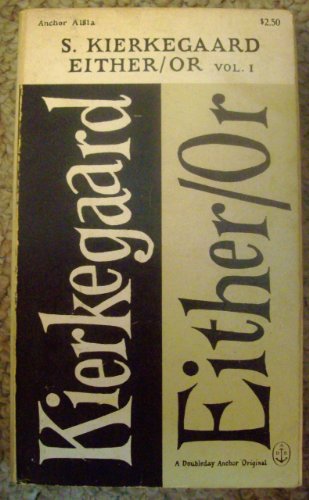 Anchor A181a
$2.50
S. KIERKEGAARD
EITHER/OR VOL. I
Kierkegaard
Either/Or
A Doubleday Anchor Original